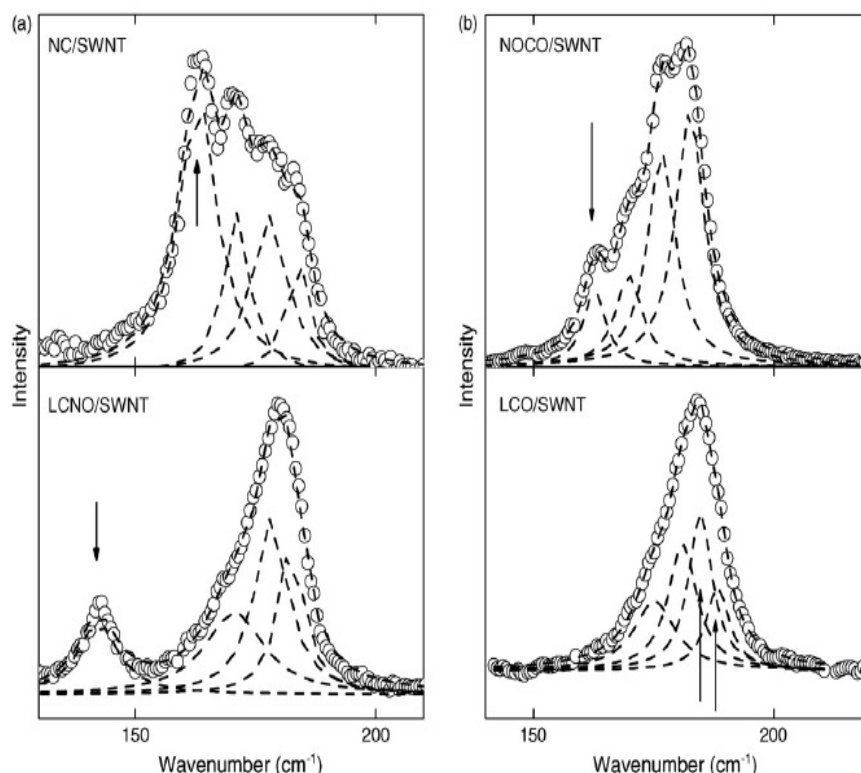 (a)
NC/SWNT
LCNO/SWNT
Intensity
150
200
Wavenumber (cm⁻¹)
(b)
NOCO/SWNT
LCO/SWNT
Intensity
150
200
Wavenumber (cm⁻¹)